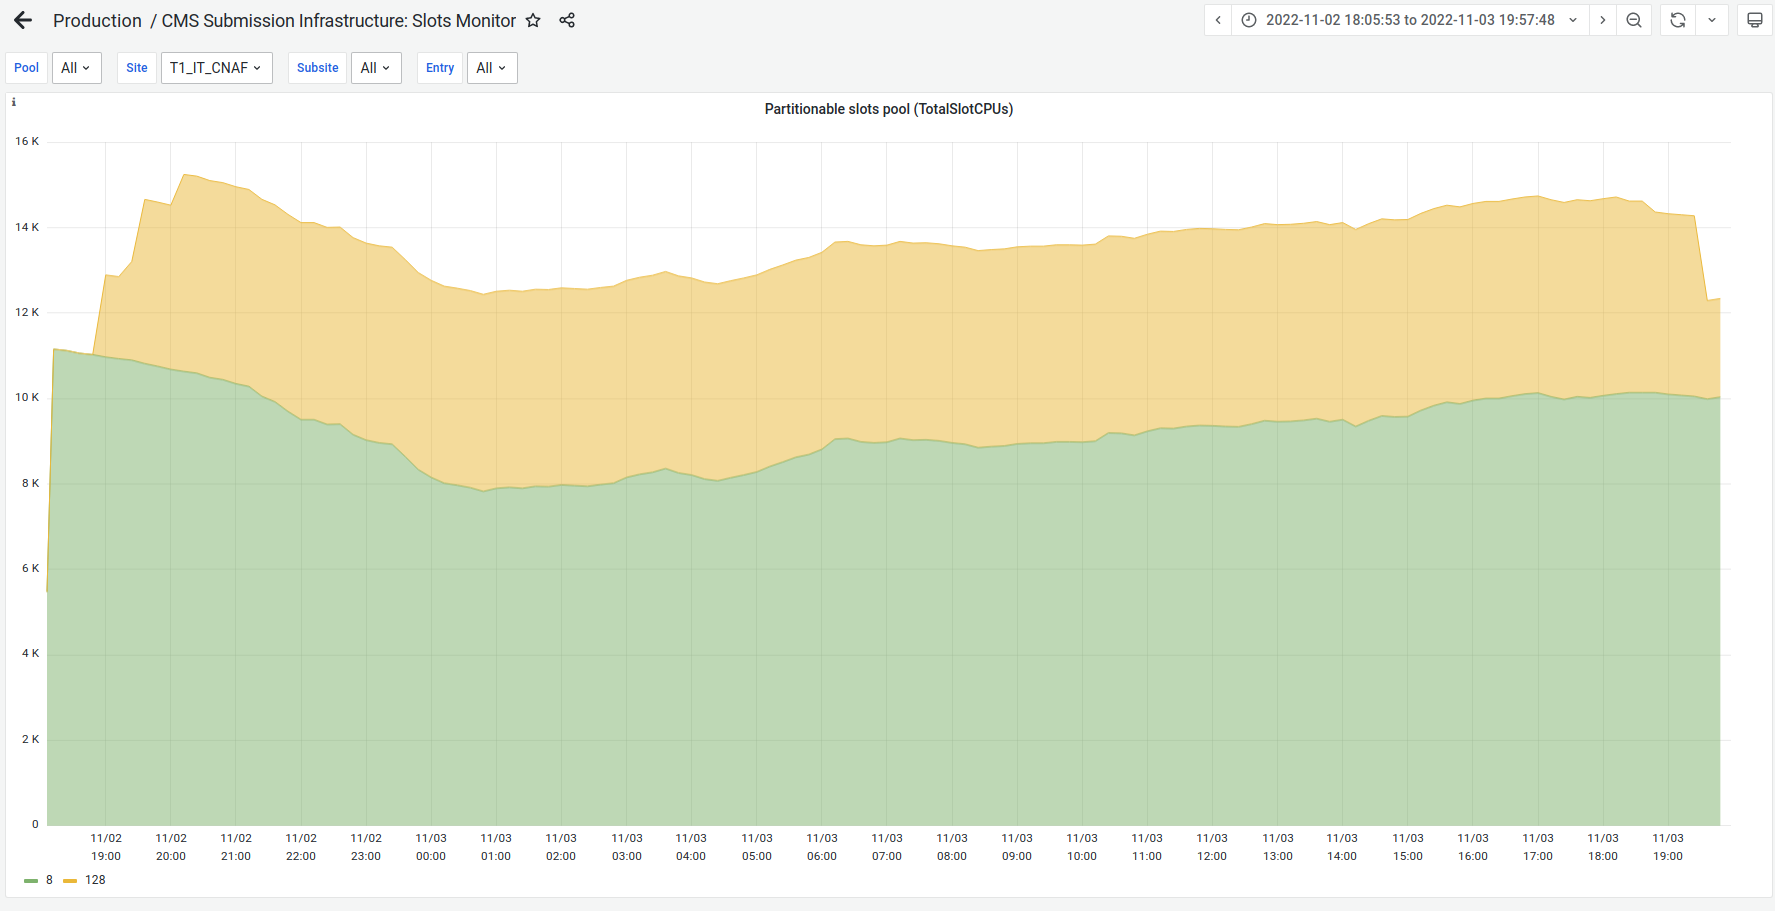 Production / CMS Submission Infrastructure: Slots Monitor
2022-11-02 18:05:53 to 2022-11-03 19:57:48
Pool All Site T1_IT_CNAF Subsite All Entry All
i
Partitionable slots pool (TotalSlotCPUs)
16 K
14 K
12 K
10 K
8 K
6 K
4 K
2 K
0
11/02 11/02 11/02 11/02 11/02 11/03 11/03 11/03 11/03 11/03 11/03 11/03 11/03 11/03 11/03 11/03 11/03 11/03 11/03 11/03 11/03 11/03 11/03 11/03 11/03
19:00 20:00 21:00 22:00 23:00 00:00 01:00 02:00 03:00 04:00 05:00 06:00 07:00 08:00 09:00 10:00 11:00 12:00 13:00 14:00 15:00 16:00 17:00 18:00 19:00
8 128